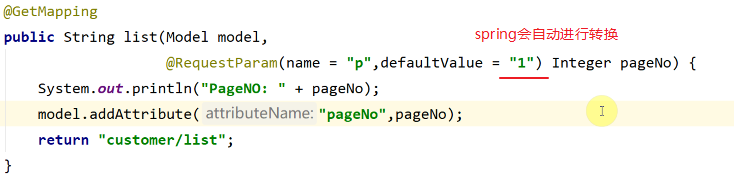 @GetMapping
public String list(Model model,
spring会自动进行转换
@RequestParam(name = "p",defaultValue = "1") Integer pageNo) {
System.out.println("PageNO: " + pageNo);
model.addAttribute( attributeName: "pageNo",pageNo);
return "customer/list";
}